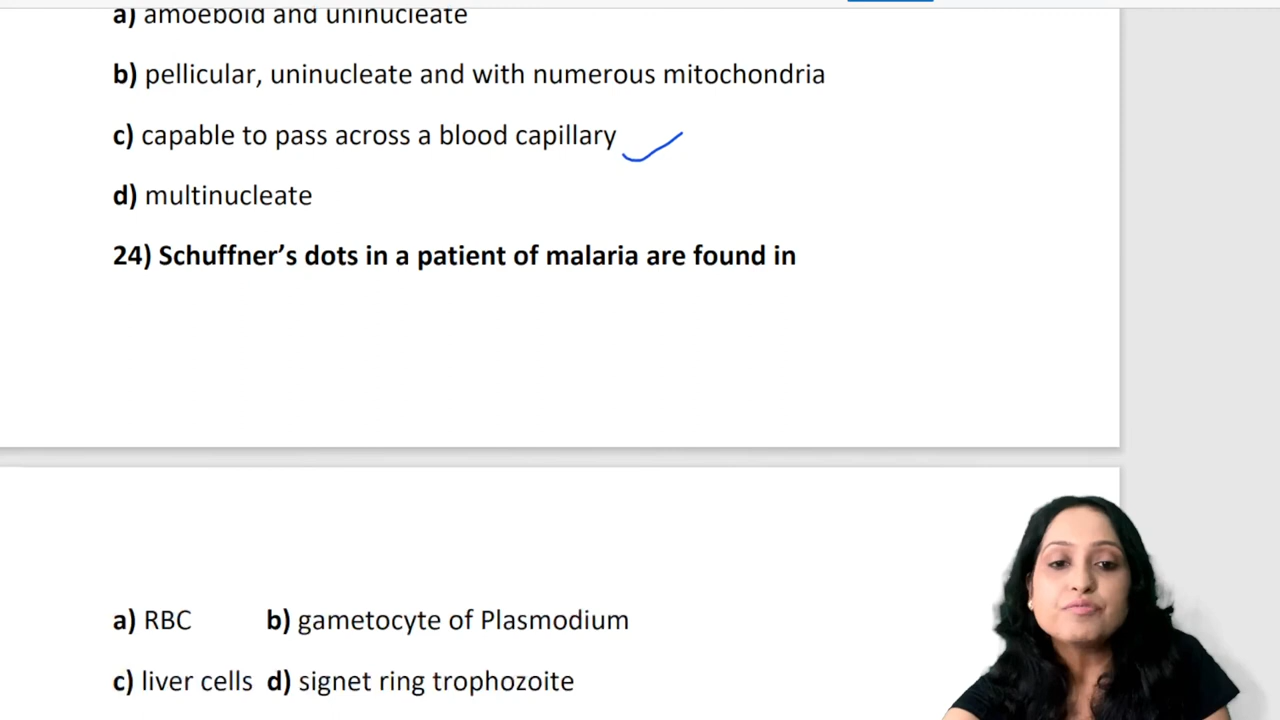 a) amoeboid and uninucleate
b) pellicular, uninucleate and with numerous mitochondria
c) capable to pass across a blood capillary
d) multinucleate
24) Schuffner’s dots in a patient of malaria are found in
a) RBC b) gametocyte of Plasmodium
c) liver cells d) signet ring trophozoite